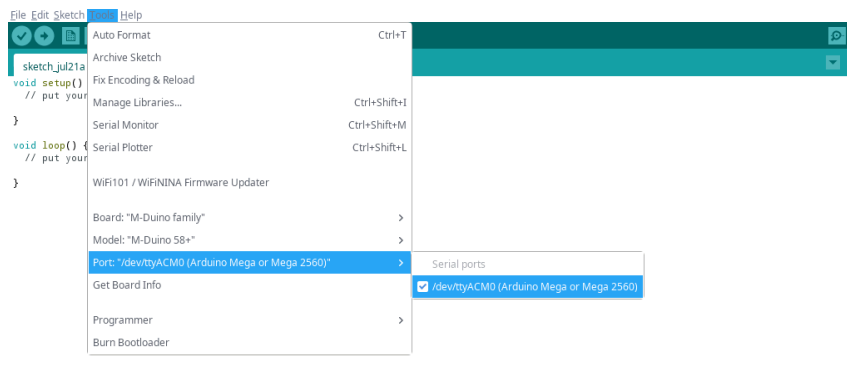 File Edit Sketch Tools Help
Auto Format Ctrl+T
sketch_jul21a Archive Sketch
void setup() Fix Encoding & Reload
// put your Manage Libraries... Ctrl+Shift+I
} Serial Monitor Ctrl+Shift+M
void loop() { Serial Plotter Ctrl+Shift+L
// put your
} WiFi101 / WiFiNINA Firmware Updater
Board: "M-Duino family"
Model: "M-Duino 58+"
Port: "/dev/ttyACM0 (Arduino Mega or Mega 2560)" Serial ports
Get Board Info /dev/ttyACM0 (Arduino Mega or Mega 2560)
Programmer
Burn Bootloader